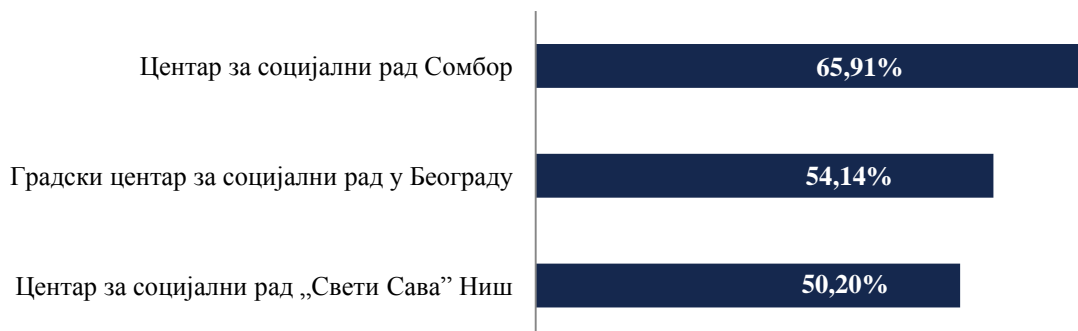 Центар за социјални рад Сомбор
65,91%
Градски центар за социјални рад у Београду
54,14%
Центар за социјални рад „Свети Сава” Ниш
50,20%